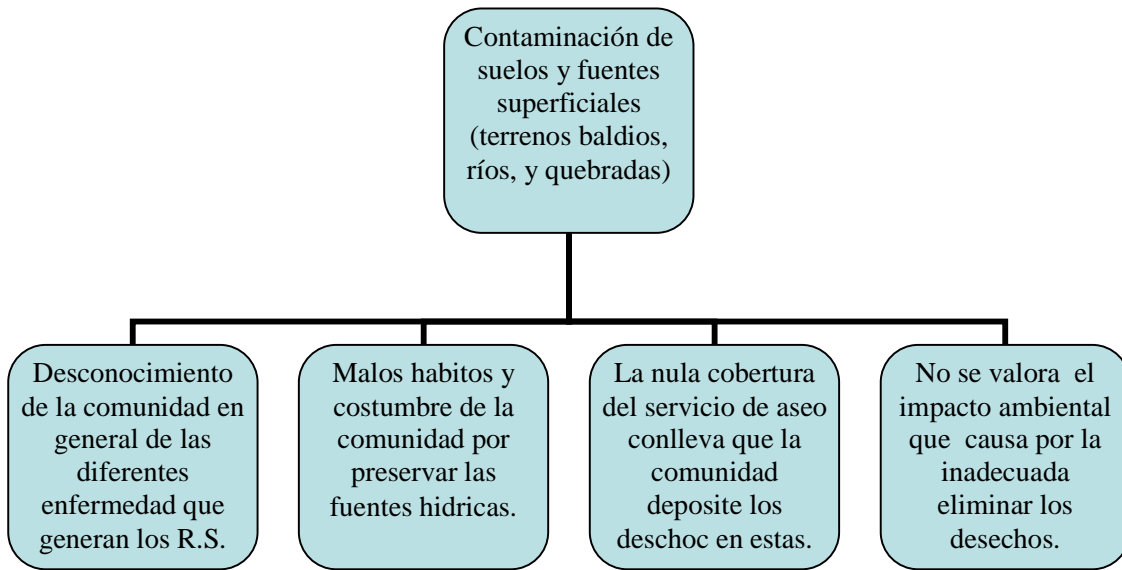 Contaminación de
suelos y fuentes
superficiales
(terrenos baldios,
ríos, y quebradas)
Desconocimiento
de la comunidad en
general de las
diferentes
enfermedad que
generan los R.S.
Malos habitos y
costumbre de la
comunidad por
preservar las
fuentes hidricas.
La nula cobertura
del servicio de aseo
conlleva que la
comunidad
deposite los
deschoc en estas.
No se valora el
impacto ambiental
que causa por la
inadecuada
eliminar los
desechos.